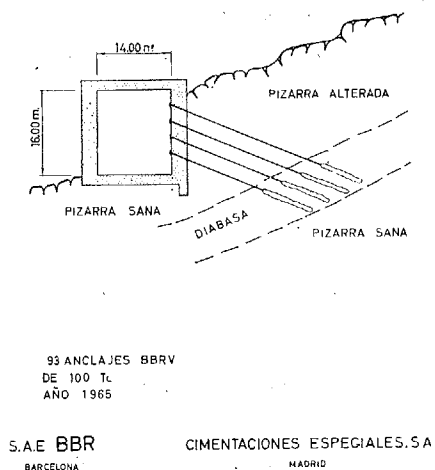 14.00 m.
PIZARRA ALTERADA
16.00 m.
PIZARRA SANA
DIABASA
PIZARRA SANA
93 ANCLAJES BBRV
DE 100 Tc
AÑO 1965
S.A.E BBR
BARCELONA
CIMENTACIONES ESPECIALES.S.A
MADRID